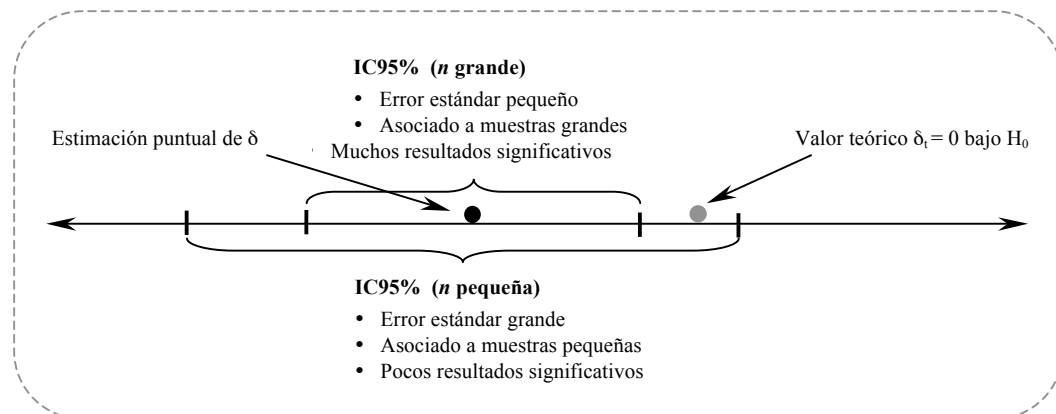 IC95% (n grande)
• Error estándar pequeño
• Asociado a muestras grandes
Muchos resultados significativos
Estimación puntual de δ
Valor teórico δt = 0 bajo H0
IC95% (n pequeña)
• Error estándar grande
• Asociado a muestras pequeñas
• Pocos resultados significativos